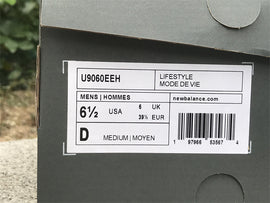 U9060EEH
LIFESTYLE
MODE DE VIE
MENS | HOMMES
newbalance.com
6½ USA 6 UK
39½ EUR
D MEDIUM | MOYEN
1 97966 53567 4